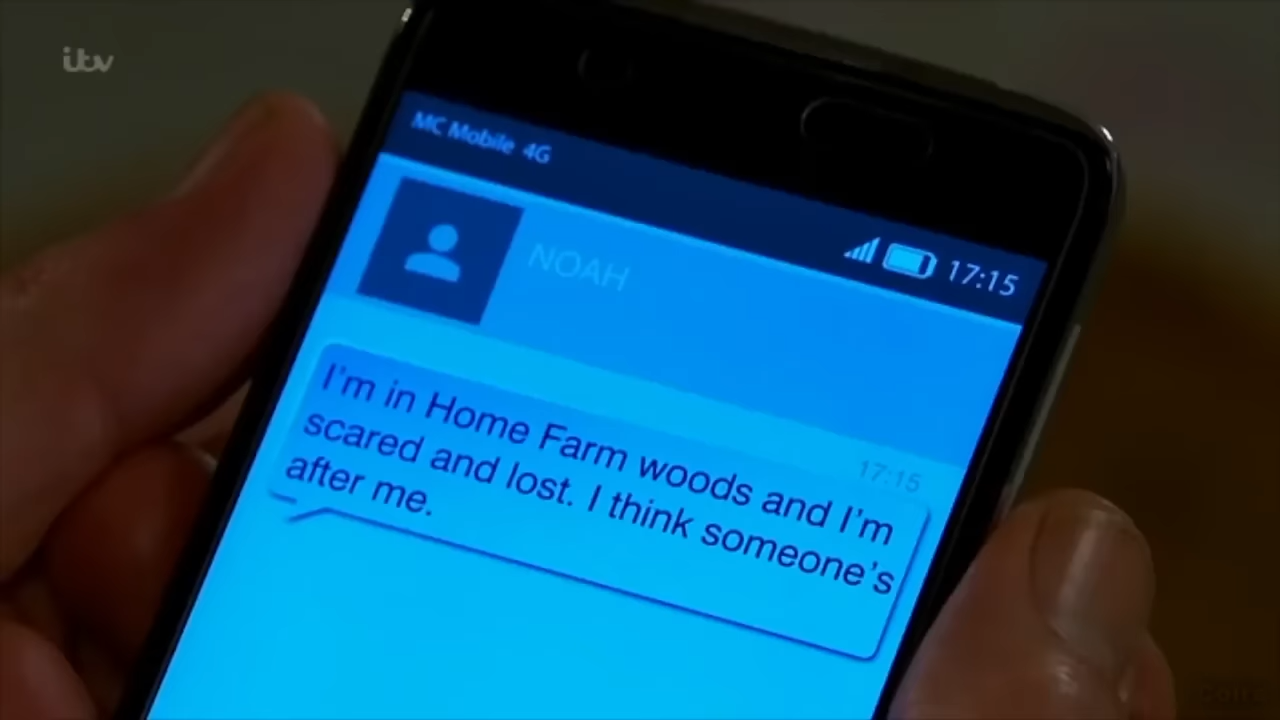 itv
MC Mobile 4G
17:15
NOAH
17:15
I'm in Home Farm woods and I'm
scared and lost. I think someone's
after me.